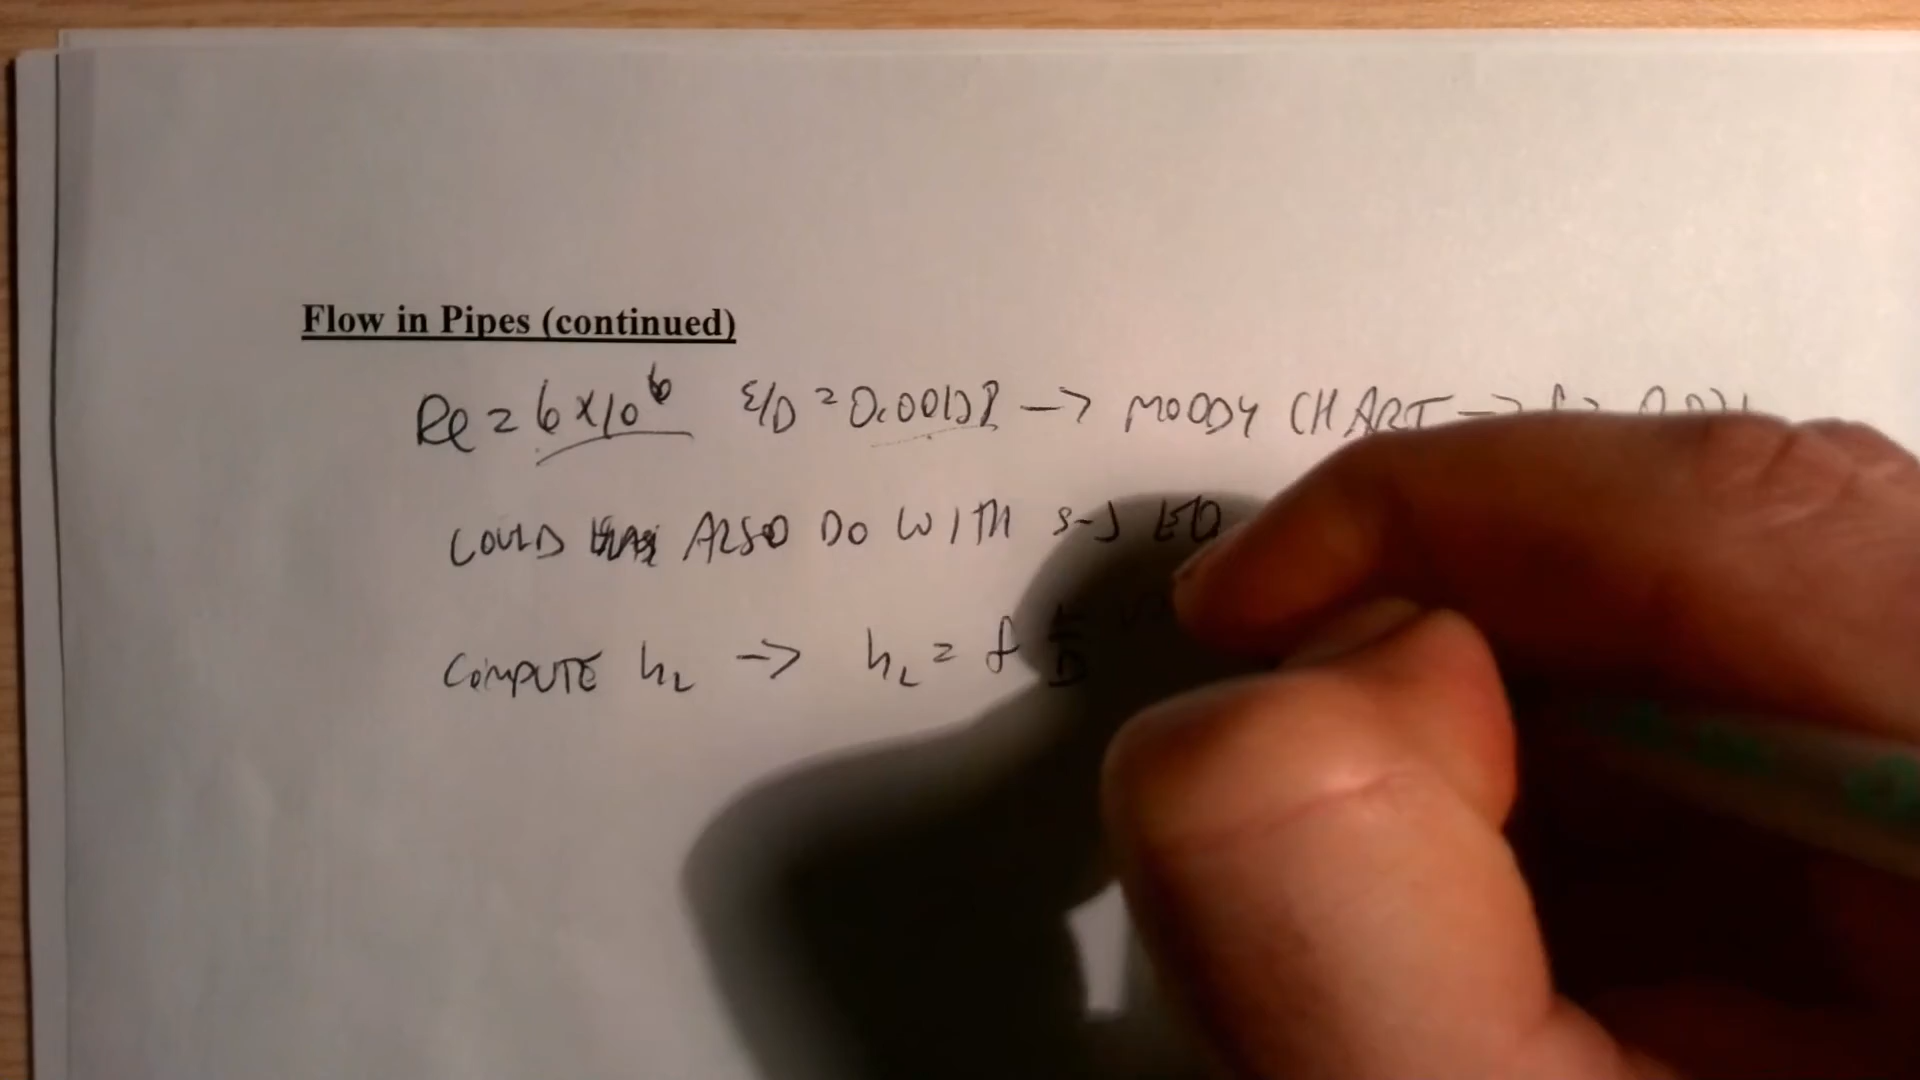 Flow in Pipes (continued)
Re = 6 x 10^6 ε/D = 0.00128 -> MOODY CHART ->
COULD ALSO DO WITH S-J EQ
COMPUTE hL -> hL = f L/D